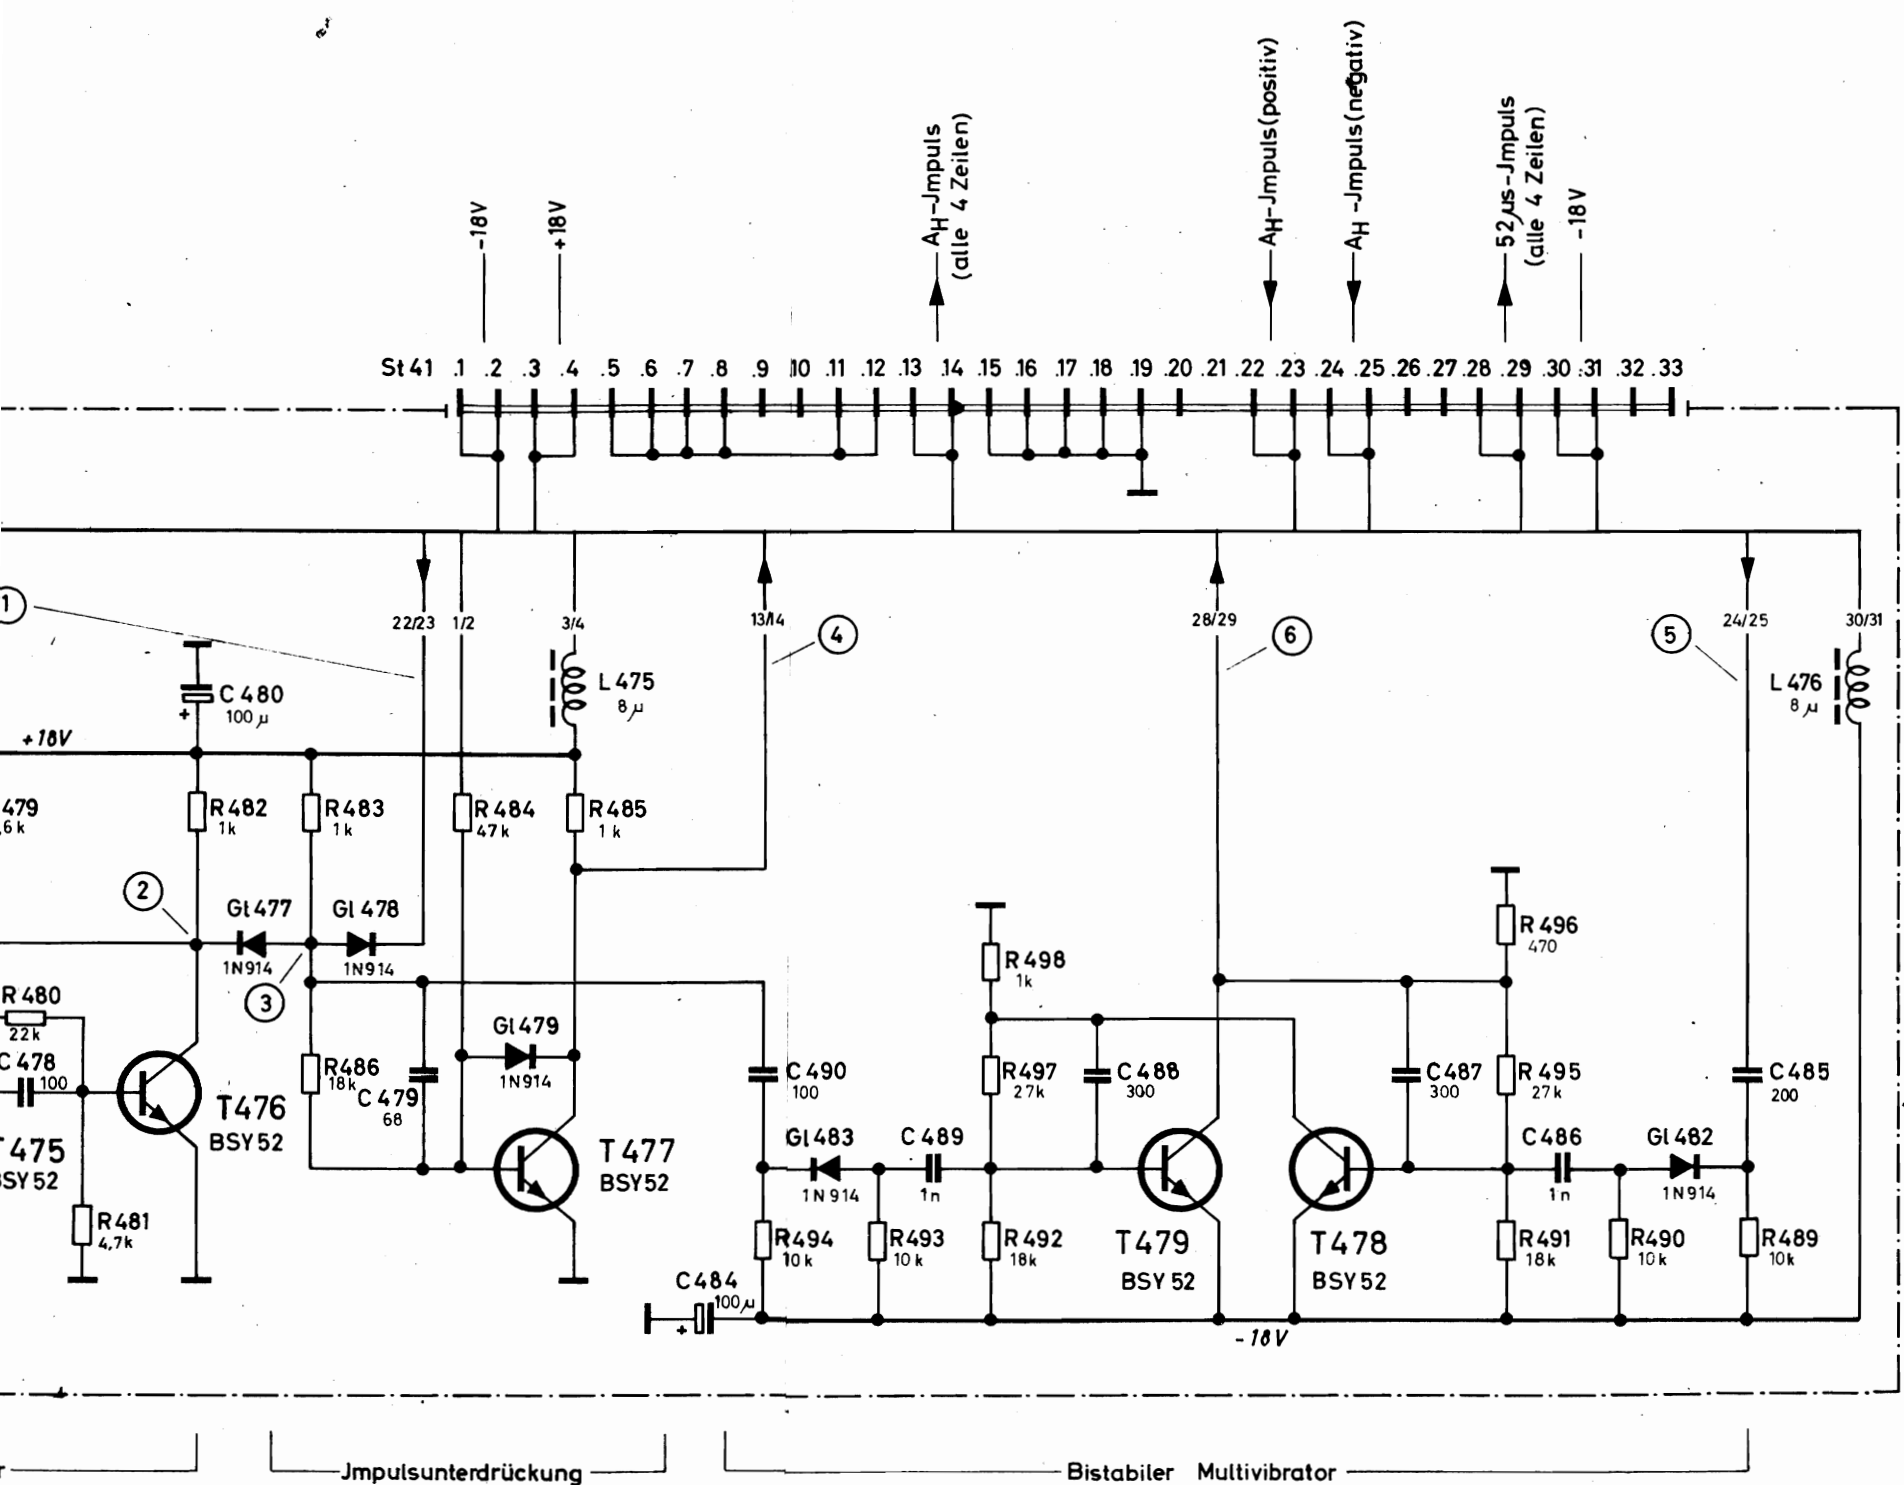 AH-Jmpuls
(alle 4 Zeilen)
AH-Jmpuls(positiv)
AH-Jmpuls(negativ)
52µs-Jmpuls
(alle 4 Zeilen)
-18V
+18V
-18V
St 41 .1 .2 .3 .4 .5 .6 .7 .8 .9 .10 .11 .12 .13 .14 .15 .16 .17 .18 .19 .20 .21 .22 .23 .24 .25 .26 .27 .28 .29 .30 .31 .32 .33
1
22/23
1/2
3/4
13/14
4
28/29
6
5
24/25
30/31
C 480
100 µ
L 475
8 µ
L 476
8 µ
+18V
479
,6 k
R 482
1k
R 483
1k
R 484
47k
R 485
1k
2
Gl 477
1N914
Gl 478
1N914
3
R 498
1k
R 496
470
R 480
22k
C 478
100
Gl 479
1N914
R 486
18k
C 479
68
C 490
100
R 497
27k
C 488
300
C 487
300
R 495
27k
C 485
200
T 476
BSY 52
T 475
BSY 52
T 477
BSY 52
Gl 483
1N914
C 489
1n
C 486
1n
Gl 482
1N914
R 481
4,7k
R 494
10k
R 493
10k
R 492
18k
T 479
BSY 52
T 478
BSY 52
R 491
18k
R 490
10k
R 489
10k
C 484
100 µ
-18V
r
Jmpulsunterdrückung
Bistabiler Multivibrator